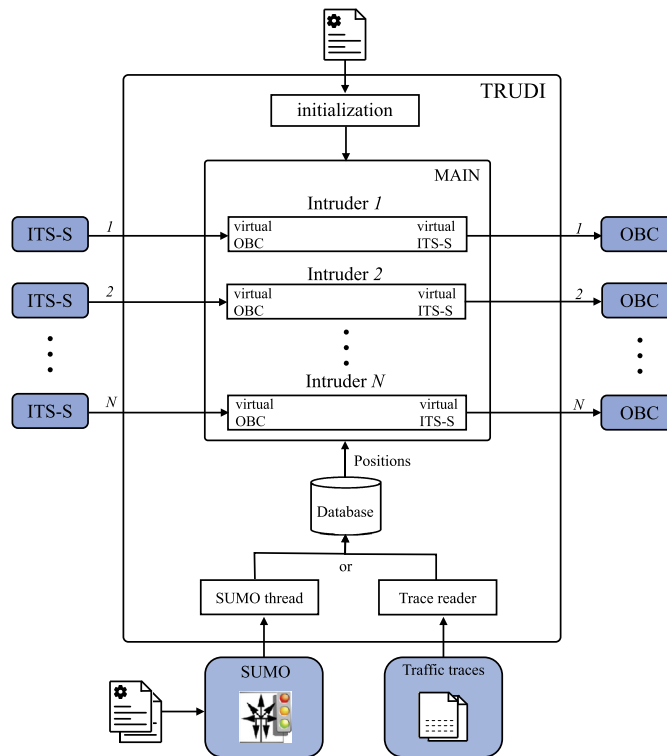 TRUDI
initialization
MAIN
Intruder 1
ITS-S
1
virtual
OBC
virtual
ITS-S
1
OBC
Intruder 2
ITS-S
2
virtual
OBC
virtual
ITS-S
2
OBC
Intruder N
ITS-S
N
virtual
OBC
virtual
ITS-S
N
OBC
Positions
Database
or
SUMO thread
Trace reader
SUMO
Traffic traces